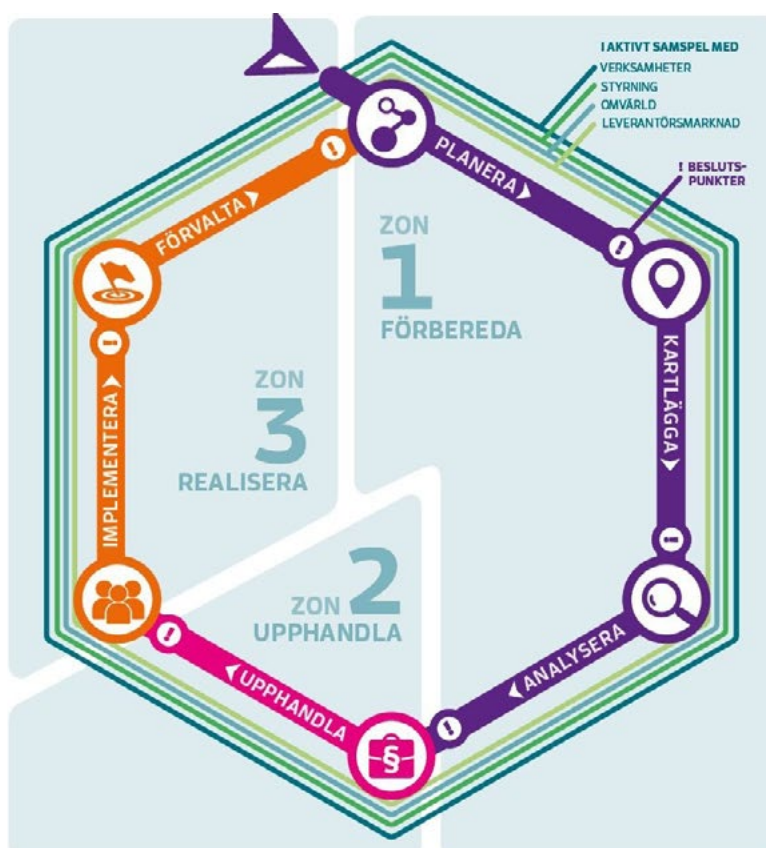 I AKTIVT SAMSPEL MED
VERKSAMHETER
STYRNING
OMVÄRLD
LEVERANTÖRSMARKNAD
! BESLUTS-
PUNKTER
PLANERA
!
ZON
1
FÖRBEREDA
KARTLÄGGA
!
ANALYSERA
!
§
ZON 2
UPPHANDLA
UPPHANDLA
!
ZON
3
REALISERA
IMPLEMENTERA
!
FÖRVALTA
!